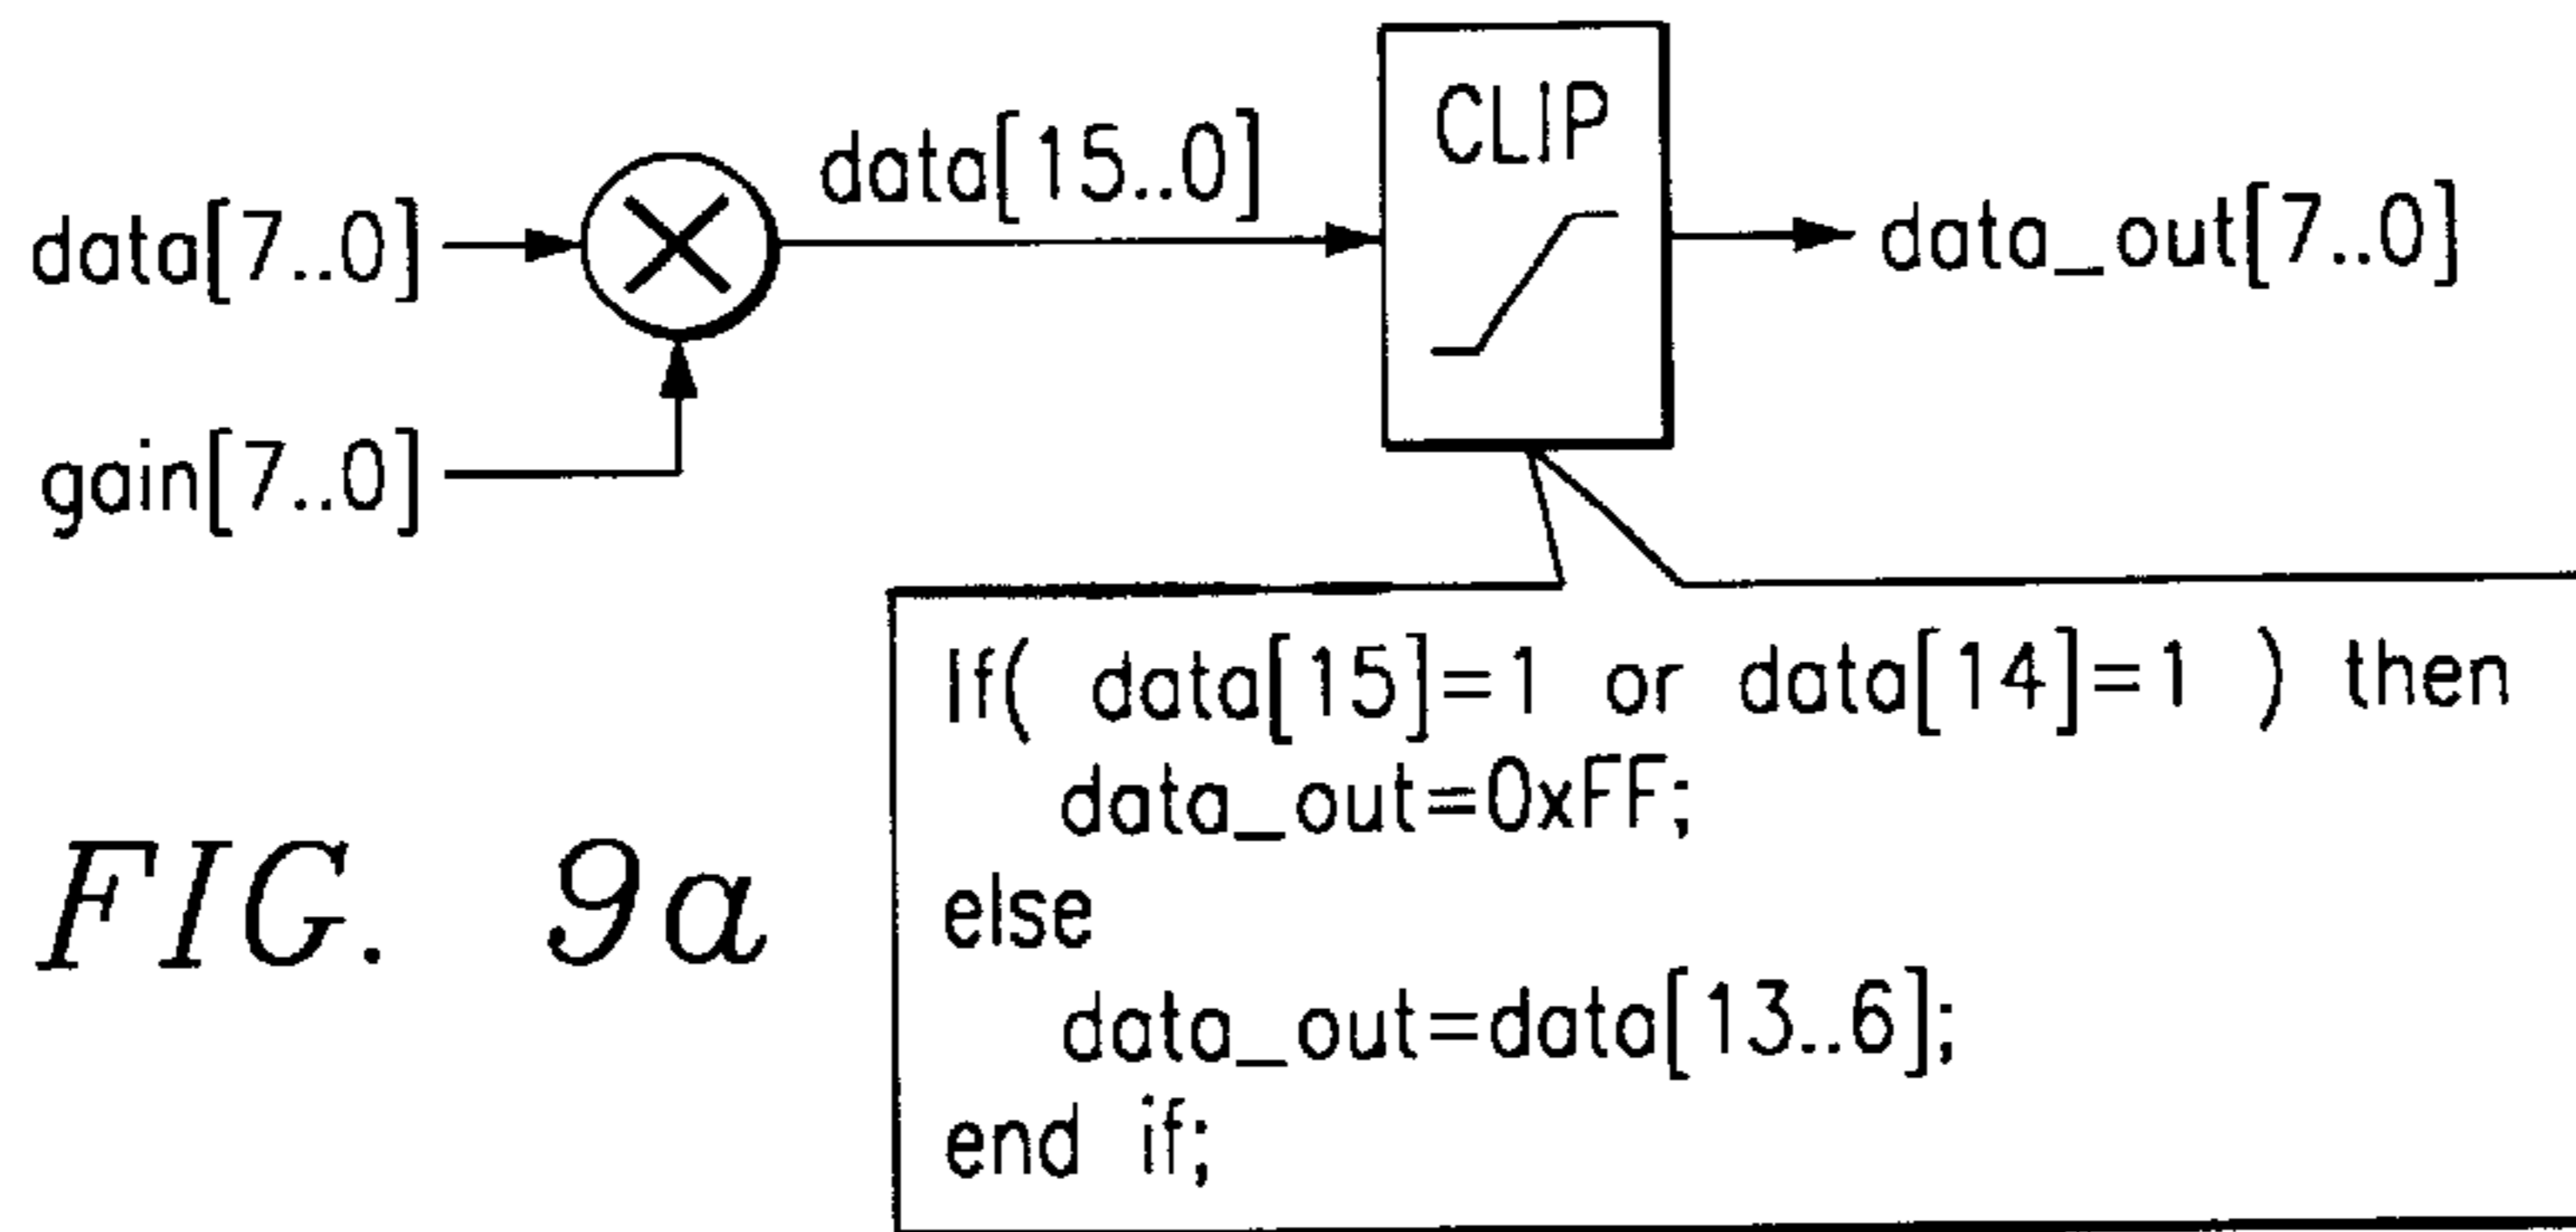 data[7..0]
gain[7..0]
data[15..0]
CLIP
data_out[7..0]
If( data[15]=1 or data[14]=1 ) then
data_out=0xFF;
else
data_out=data[13..6];
end if;
FIG. 9a